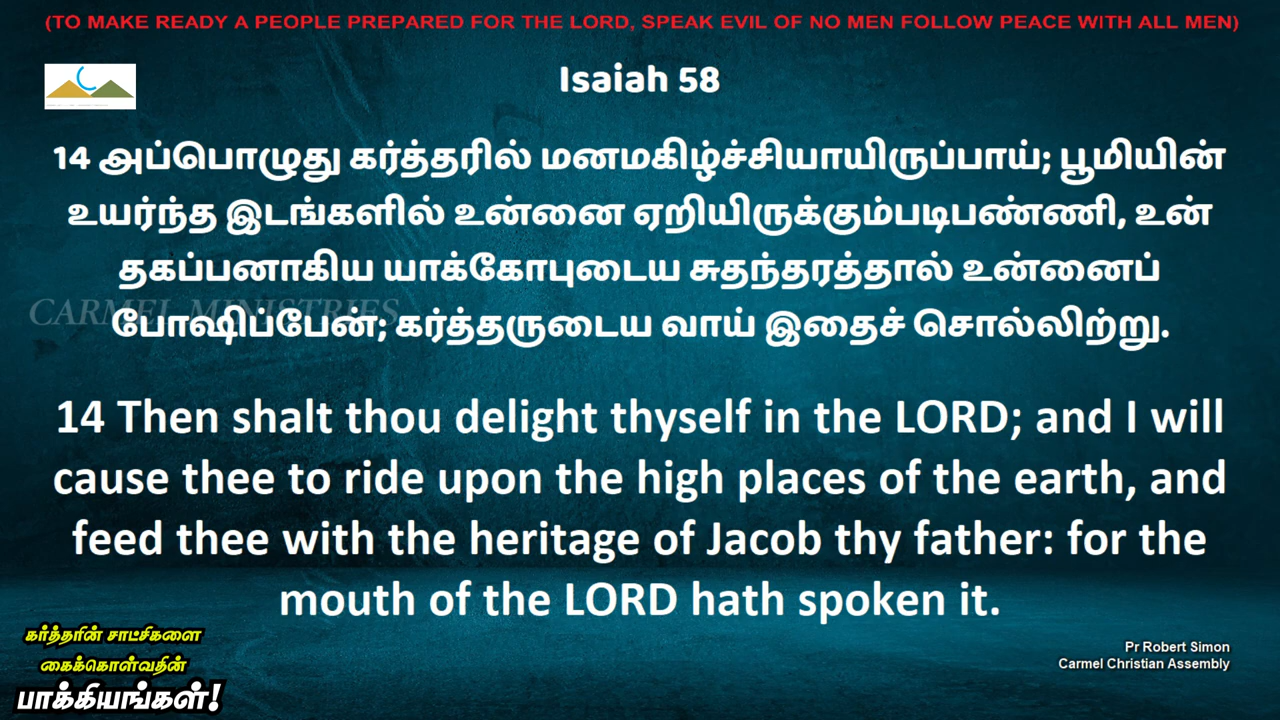 (TO MAKE READY A PEOPLE PREPARED FOR THE LORD, SPEAK EVIL OF NO MEN FOLLOW PEACE WITH ALL MEN)
Isaiah 58
14 அப்பொழுது கர்த்தரில் மனமகிழ்ச்சியாயிருப்பாய்; பூமியின்
உயர்ந்த இடங்களில் உன்னை ஏறியிருக்கும்படிபண்ணி, உன்
தகப்பனாகிய யாக்கோபுடைய சுதந்தரத்தால் உன்னைப்
CARMEL MINISTRIES
போஷிப்பேன்; கர்த்தருடைய வாய் இதைச் சொல்லிற்று.
14 Then shalt thou delight thyself in the LORD; and I will
cause thee to ride upon the high places of the earth, and
feed thee with the heritage of Jacob thy father: for the
mouth of the LORD hath spoken it.
கர்த்தரின் சாட்சிகளை
கைக்கொள்வதின்
பாக்கியங்கள்!
Pr Robert Simon
Carmel Christian Assembly